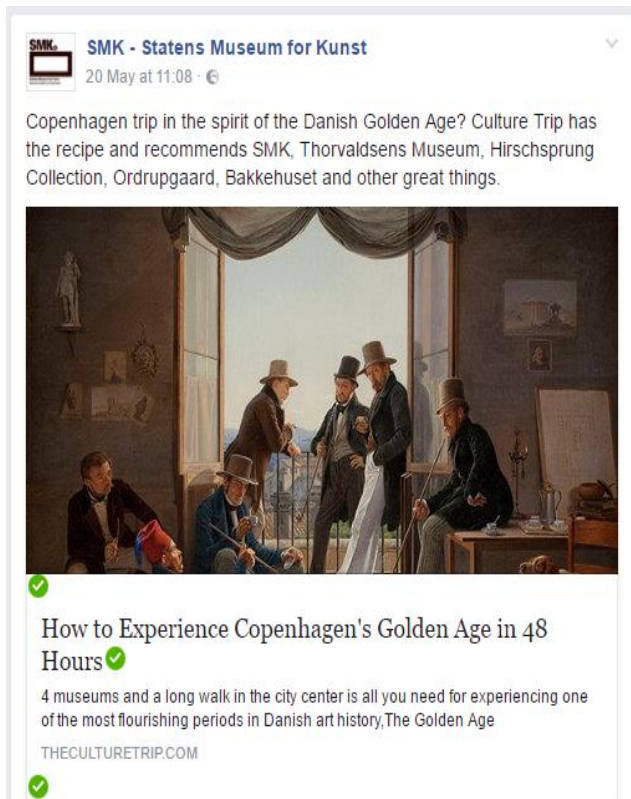 SMK.
SMK - Statens Museum for Kunst
20 May at 11:08 ·
Copenhagen trip in the spirit of the Danish Golden Age? Culture Trip has
the recipe and recommends SMK, Thorvaldsens Museum, Hirschsprung
Collection, Ordrupgaard, Bakkehuset and other great things.
How to Experience Copenhagen's Golden Age in 48
Hours
4 museums and a long walk in the city center is all you need for experiencing one
of the most flourishing periods in Danish art history,The Golden Age
THECULTURETRIP.COM